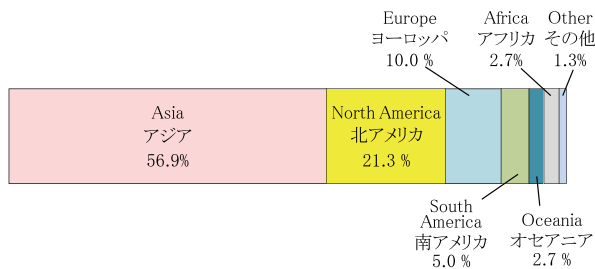 Europe
ヨーロッパ
10.0 %
Africa
アフリカ
2.7%
Other
その他
1.3%
Asia
アジア
56.9%
North America
北アメリカ
21.3 %
South
America
南アメリカ
5.0 %
Oceania
オセアニア
2.7 %